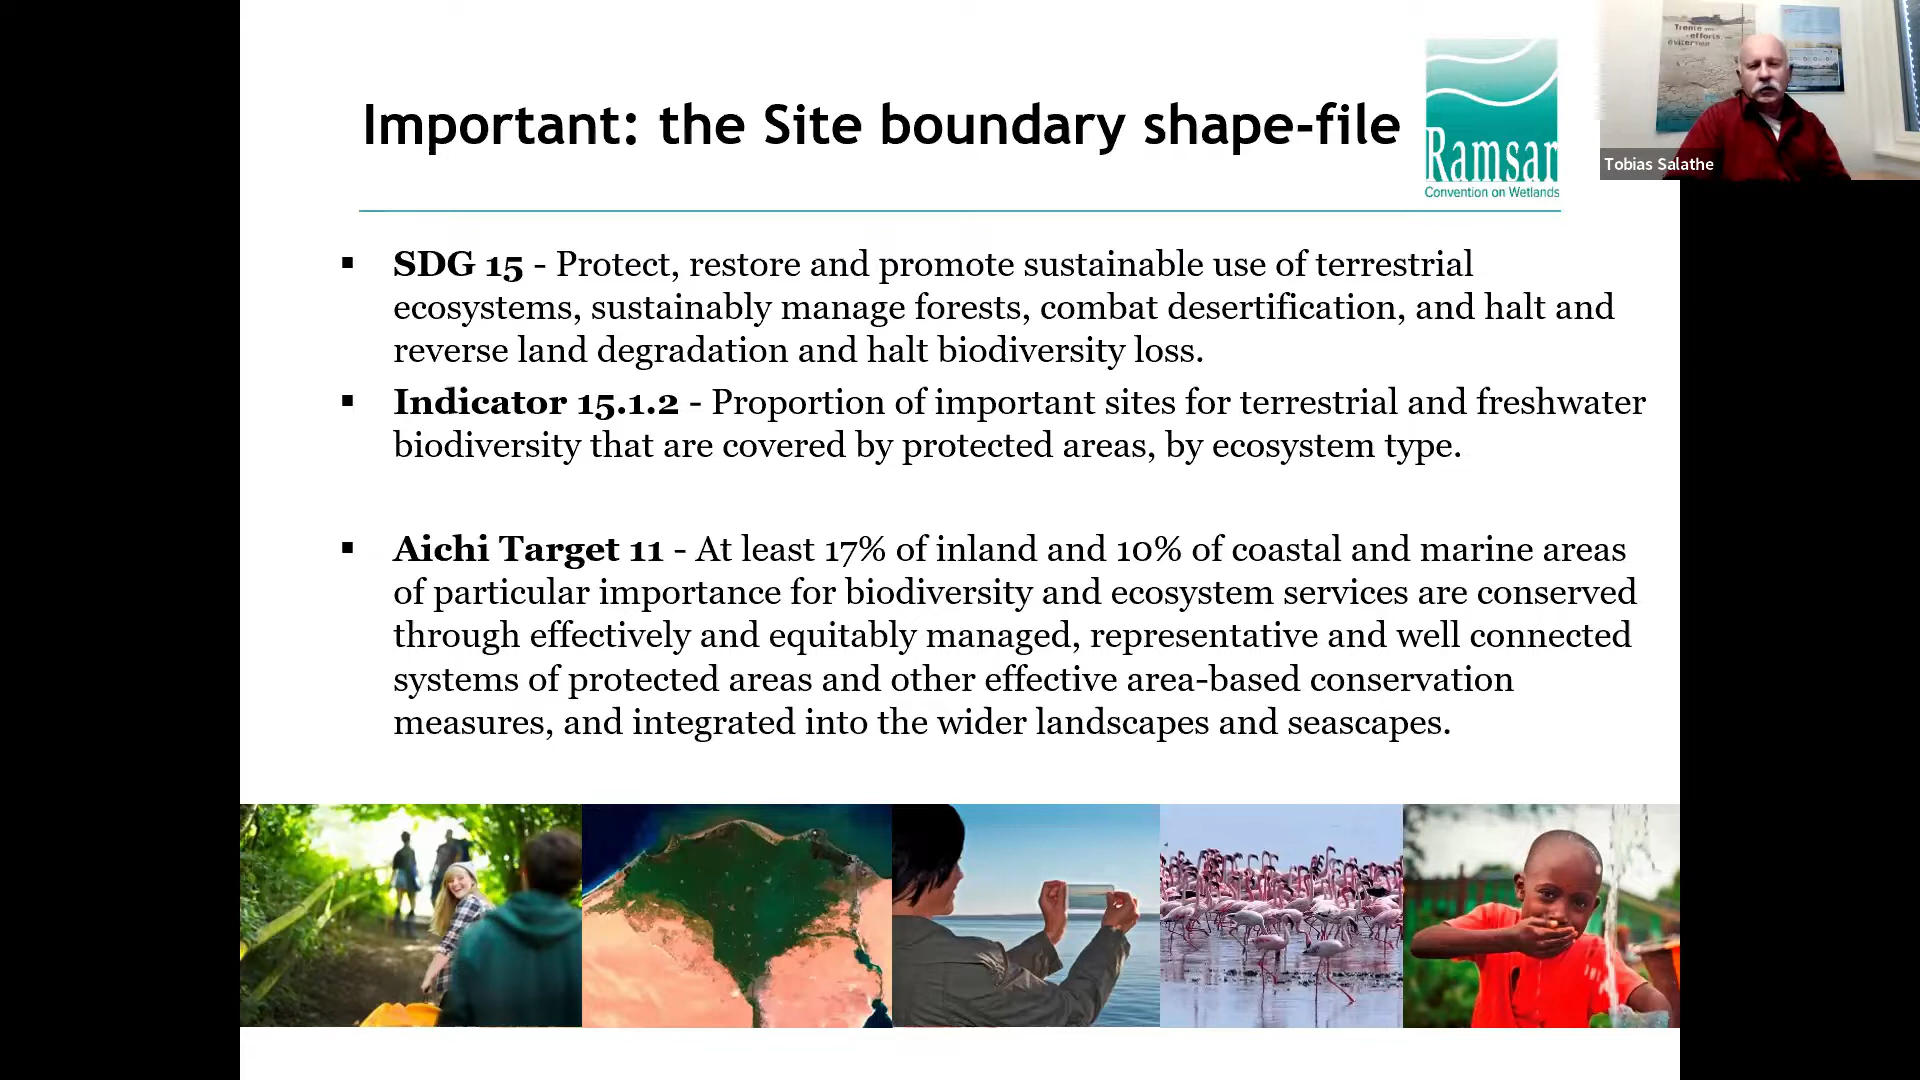 Important: the Site boundary shape-file
Ramsar
Convention on Wetlands
Trente
efforts
Tobias Salathe
▪ SDG 15 - Protect, restore and promote sustainable use of terrestrial
ecosystems, sustainably manage forests, combat desertification, and halt and
reverse land degradation and halt biodiversity loss.
▪ Indicator 15.1.2 - Proportion of important sites for terrestrial and freshwater
biodiversity that are covered by protected areas, by ecosystem type.
▪ Aichi Target 11 - At least 17% of inland and 10% of coastal and marine areas
of particular importance for biodiversity and ecosystem services are conserved
through effectively and equitably managed, representative and well connected
systems of protected areas and other effective area-based conservation
measures, and integrated into the wider landscapes and seascapes.